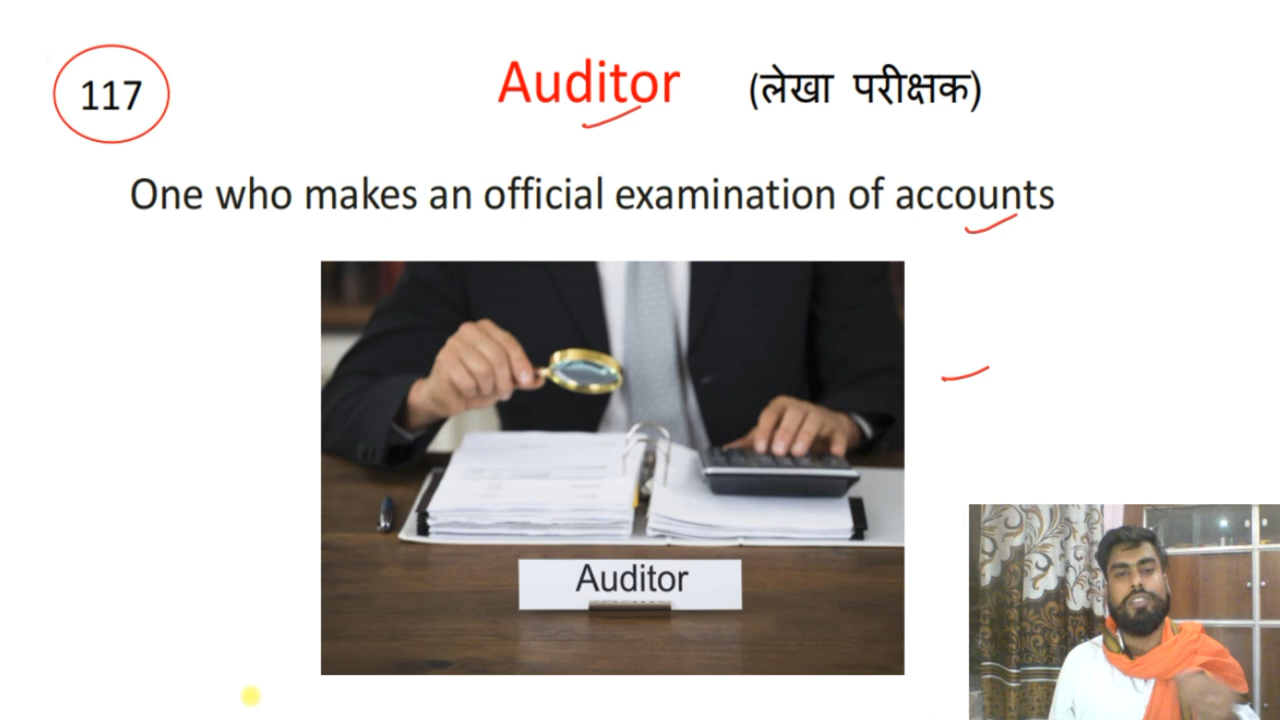 117
Auditor (लेखा परीक्षक)
One who makes an official examination of accounts
Auditor